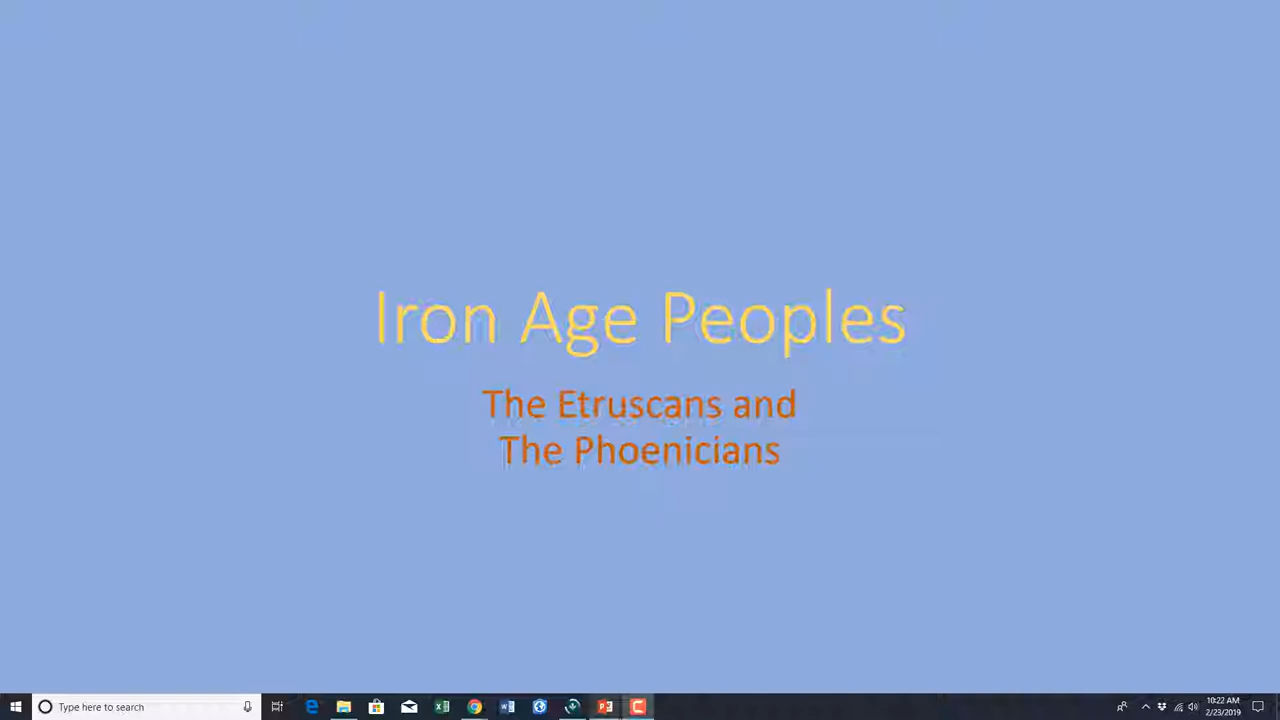 Iron Age Peoples
The Etruscans and
The Phoenicians
Type here to search
10:22 AM
2/23/2019